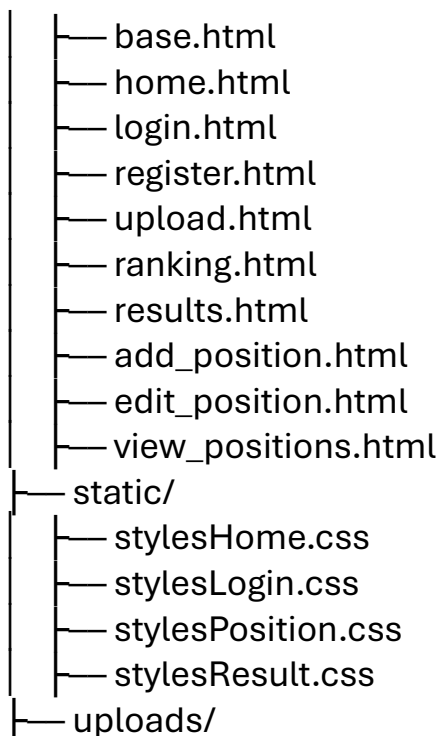 │   ├── base.html
│   ├── home.html
│   ├── login.html
│   ├── register.html
│   ├── upload.html
│   ├── ranking.html
│   ├── results.html
│   ├── add_position.html
│   ├── edit_position.html
│   ├── view_positions.html
├── static/
│   ├── stylesHome.css
│   ├── stylesLogin.css
│   ├── stylesPosition.css
│   ├── stylesResult.css
├── uploads/